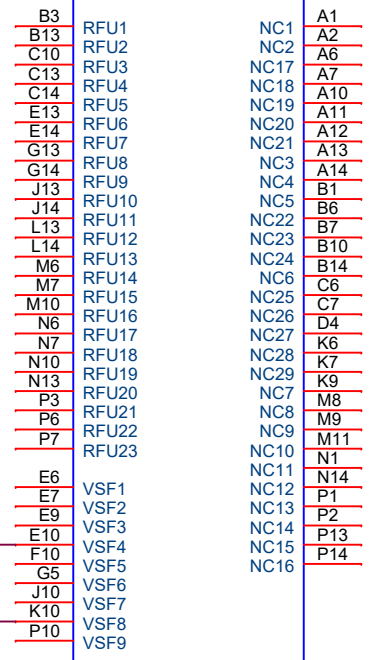 B3 RFU1 NC1 A1
B13 RFU2 NC2 A2
C10 RFU3 NC17 A6
C13 RFU4 NC18 A7
C14 RFU5 NC19 A10
E13 RFU6 NC20 A11
E14 RFU7 NC21 A12
G13 RFU8 NC3 A13
G14 RFU9 NC4 A14
J13 RFU10 NC5 B1
J14 RFU11 NC22 B6
L13 RFU12 NC23 B7
L14 RFU13 NC24 B10
M6 RFU14 NC6 B14
M7 RFU15 NC25 C6
M10 RFU16 NC26 C7
N6 RFU17 NC27 D4
N7 RFU18 NC28 K6
N10 RFU19 NC29 K7
N13 RFU20 NC7 K9
P3 RFU21 NC8 M8
P6 RFU22 NC9 M9
P7 RFU23 NC10 M11
NC11 N1
E6 VSF1 NC12 N14
E7 VSF2 NC13 P1
E9 VSF3 NC14 P2
E10 VSF4 NC15 P13
F10 VSF5 NC16 P14
G5 VSF6
J10 VSF7
K10 VSF8
P10 VSF9